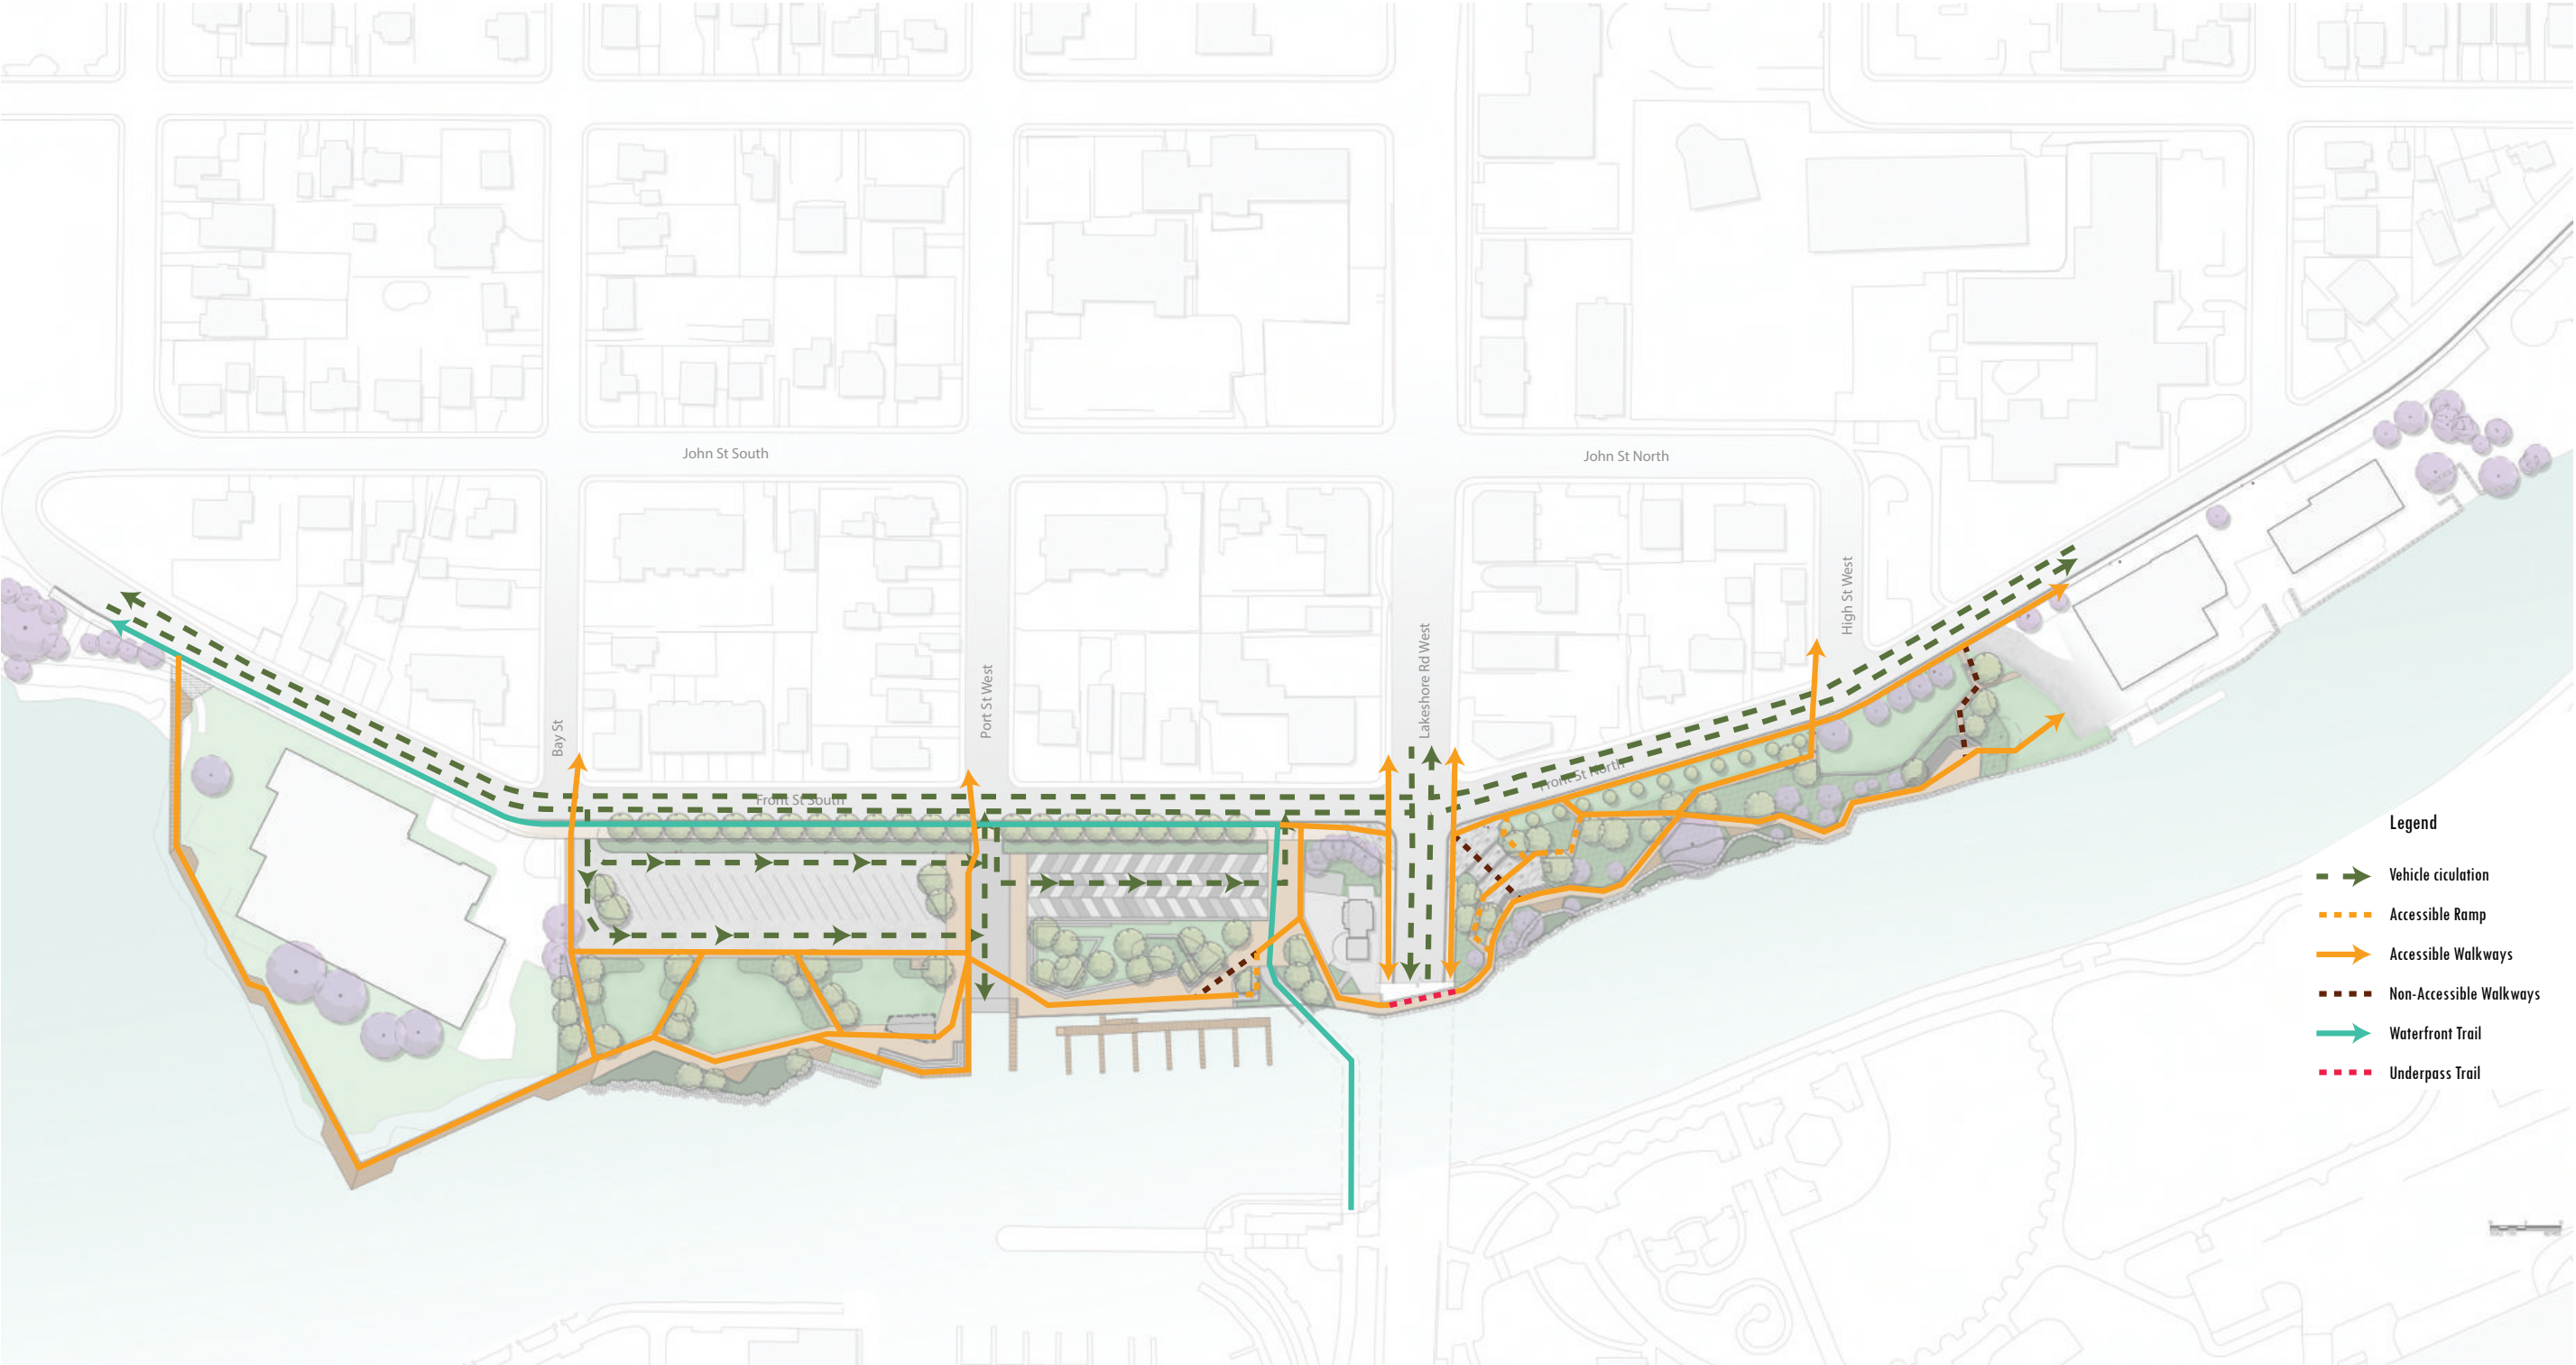 John St South
John St North
High St West
Lakeshore Rd West
Port St West
Bay St
Front St North
Front St South
Legend
Vehicle ciculation
Accessible Ramp
Accessible Walkways
Non-Accessible Walkways
Waterfront Trail
Underpass Trail